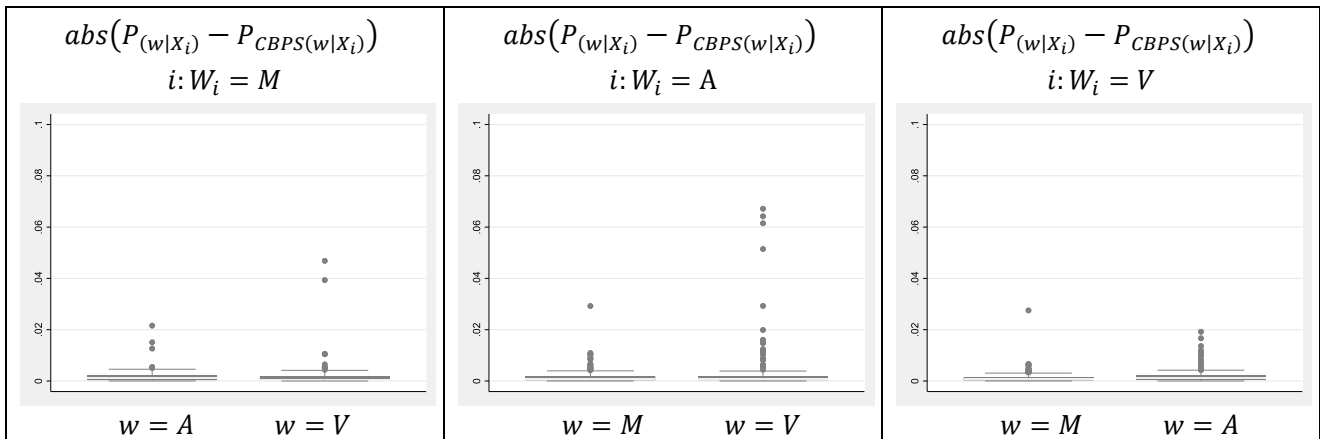 abs(P_(w|X_i) − P_CBPS(w|X_i))
i: W_i = M
.1
.08
.06
.04
.02
0
w = A w = V
abs(P_(w|X_i) − P_CBPS(w|X_i))
i: W_i = A
.1
.08
.06
.04
.02
0
w = M w = V
abs(P_(w|X_i) − P_CBPS(w|X_i))
i: W_i = V
.1
.08
.06
.04
.02
0
w = M w = A